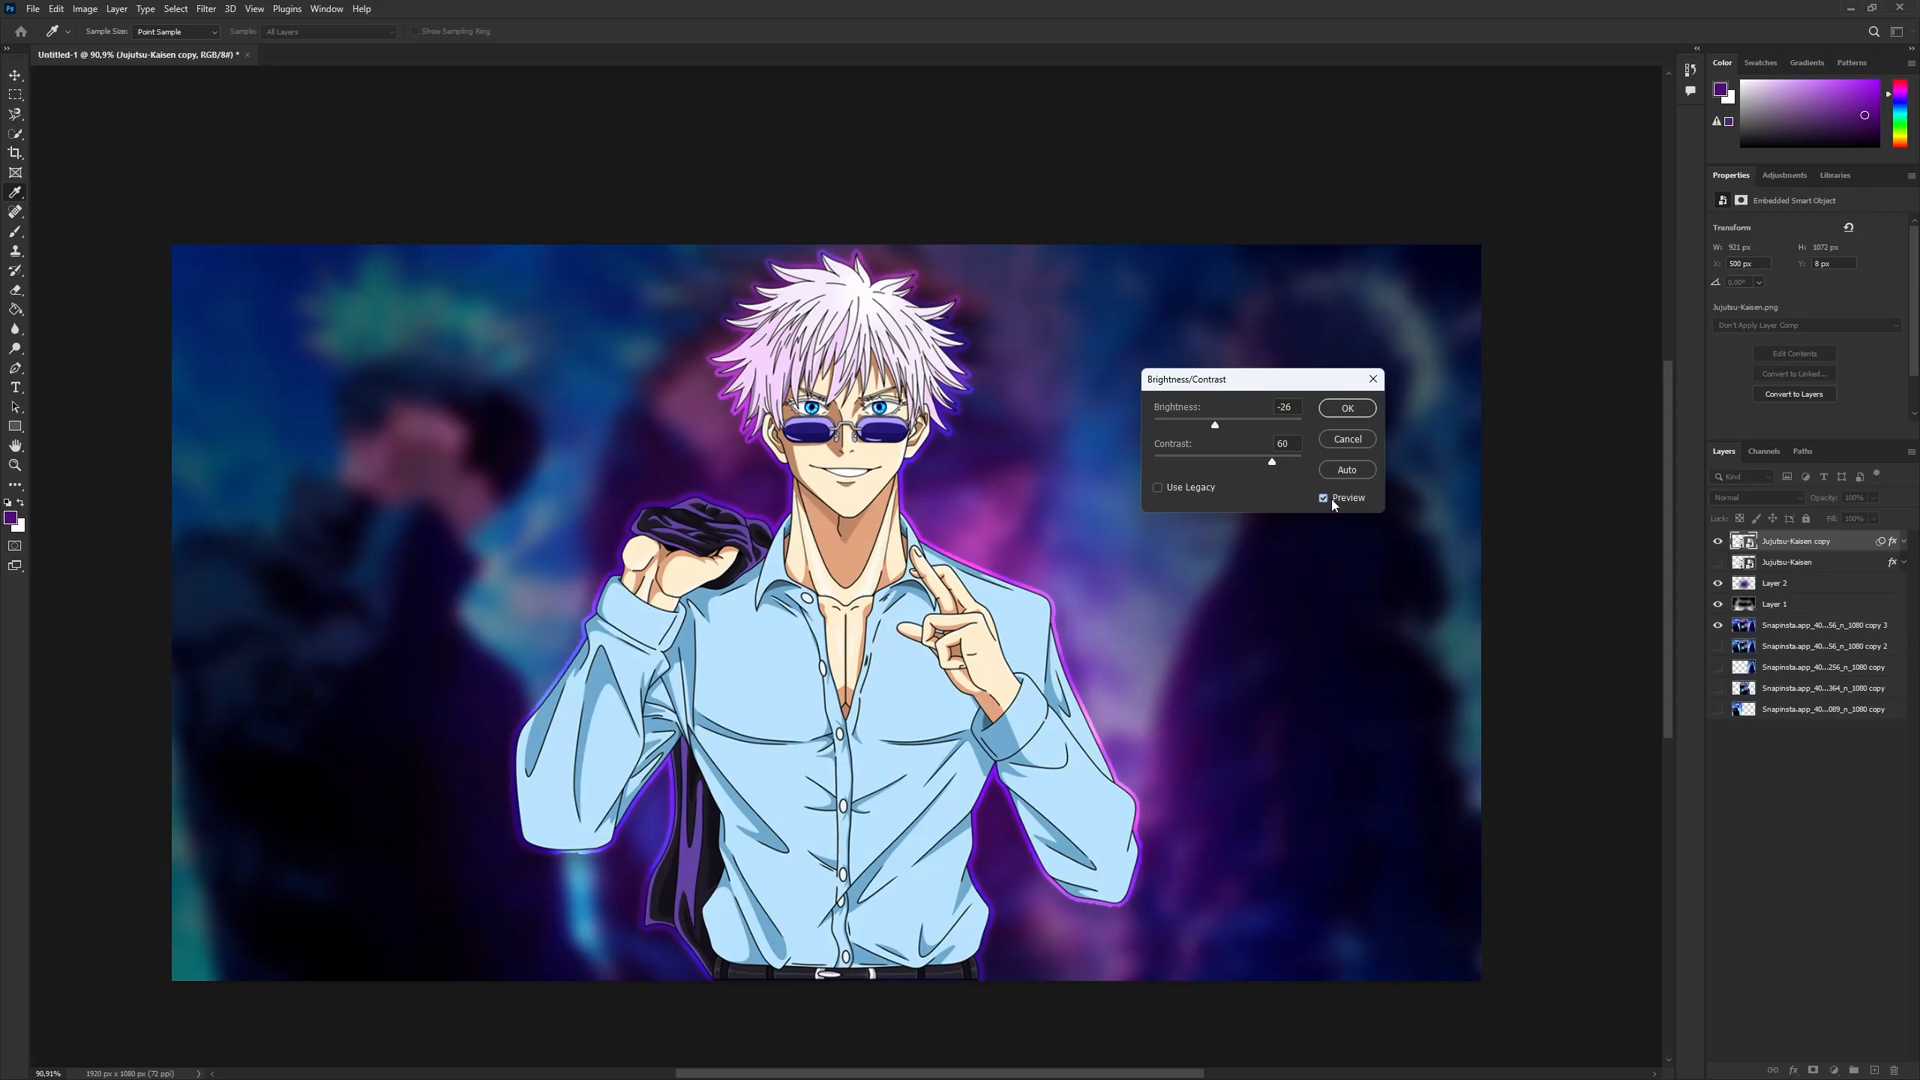 Ps File Edit Image Layer Type Select Filter 3D View Plugins Window Help
Sample Size: Point Sample Sample: All Layers Show Sampling Ring
Untitled-1 @ 90,9% (Jujutsu-Kaisen copy, RGB/8#) * ×
Color Swatches Gradients Patterns
Properties Adjustments Libraries
Embedded Smart Object
Transform
W: 921 px H: 1072 px
X: 500 px Y: 8 px
0,00°
Jujutsu-Kaisen.png
Don't Apply Layer Comp
Edit Contents
Convert to Linked...
Convert to Layers
Brightness/Contrast
Brightness: -26
OK
Contrast: 60
Cancel
Auto
Use Legacy
Preview
Layers Channels Paths
Kind
Normal Opacity: 100%
Lock: Fill: 100%
Jujutsu-Kaisen copy fx
Jujutsu-Kaisen fx
Layer 2
Layer 1
Snapinsta.app_40...56_n_1080 copy 3
Snapinsta.app_40...56_n_1080 copy 2
Snapinsta.app_40...256_n_1080 copy
Snapinsta.app_40...364_n_1080 copy
Snapinsta.app_40...089_n_1080 copy
90,91% 1920 px x 1080 px (72 ppi)
fx